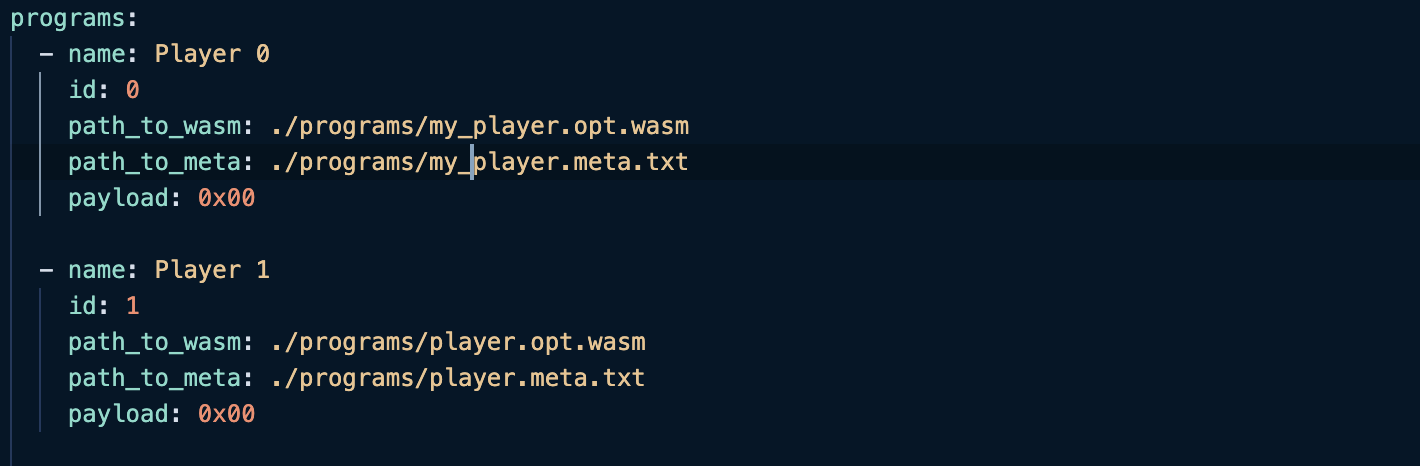 programs:
  - name: Player 0
    id: 0
    path_to_wasm: ./programs/my_player.opt.wasm
    path_to_meta: ./programs/my_player.meta.txt
    payload: 0x00

  - name: Player 1
    id: 1
    path_to_wasm: ./programs/player.opt.wasm
    path_to_meta: ./programs/player.meta.txt
    payload: 0x00